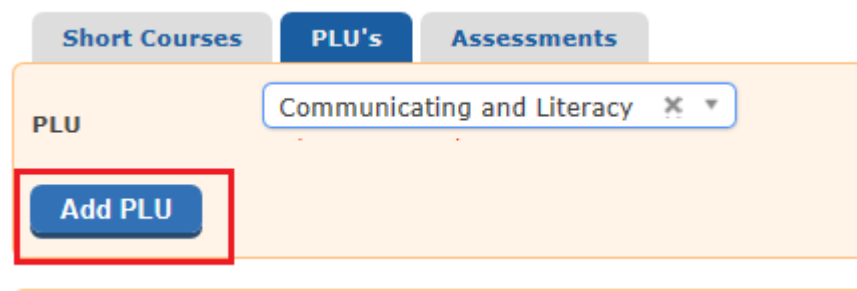 Short Courses PLU's Assessments
PLU Communicating and Literacy
Add PLU